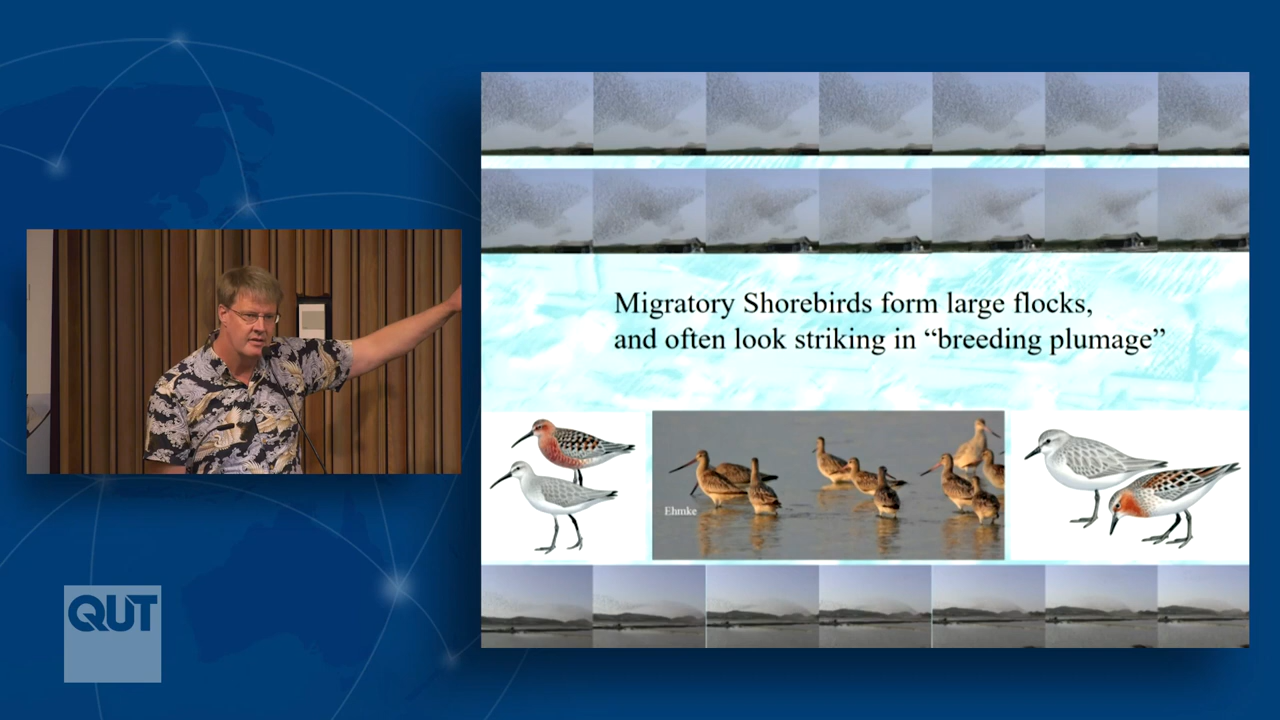 Migratory Shorebirds form large flocks,
and often look striking in “breeding plumage”
Ehmke
QUT